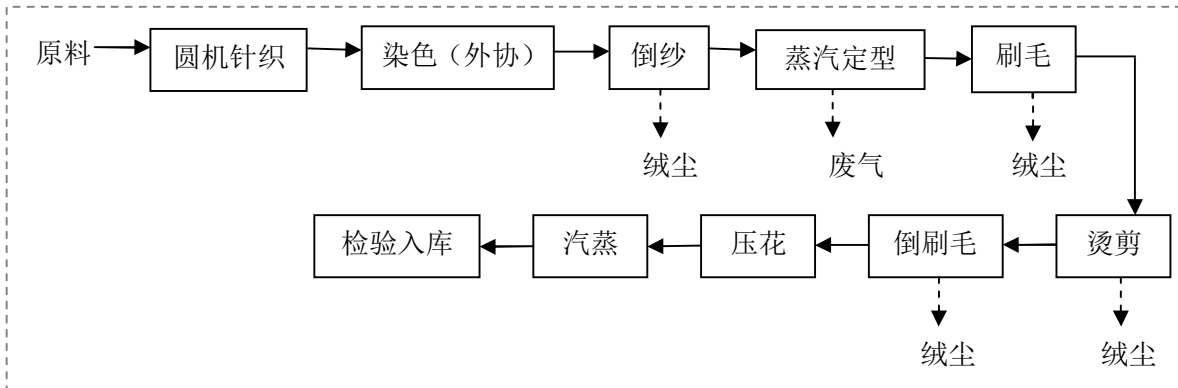 原料
圆机针织
染色（外协）
倒纱
蒸汽定型
刷毛
绒尘
废气
绒尘
检验入库
汽蒸
压花
倒刷毛
烫剪
绒尘
绒尘